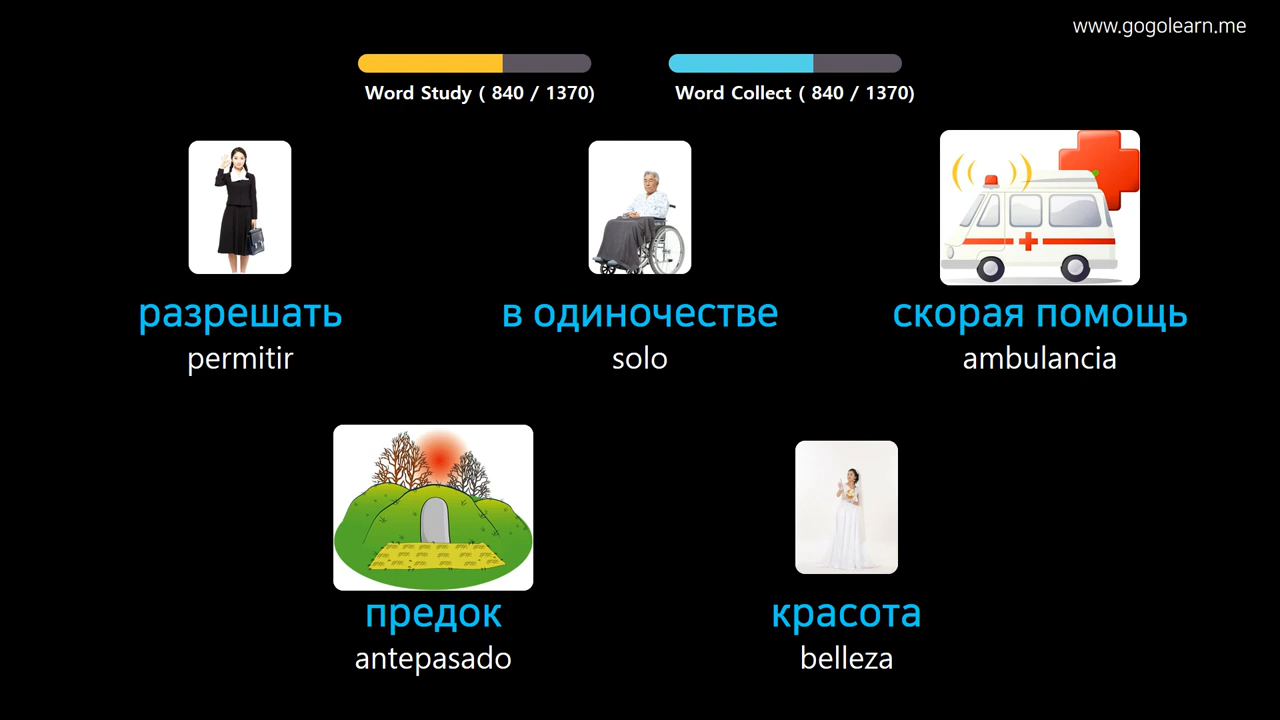 www.gogolearn.me
Word Study ( 840 / 1370)
Word Collect ( 840 / 1370)
разрешать
permitir
в одиночестве
solo
скорая помощь
ambulancia
предок
antepasado
красота
belleza